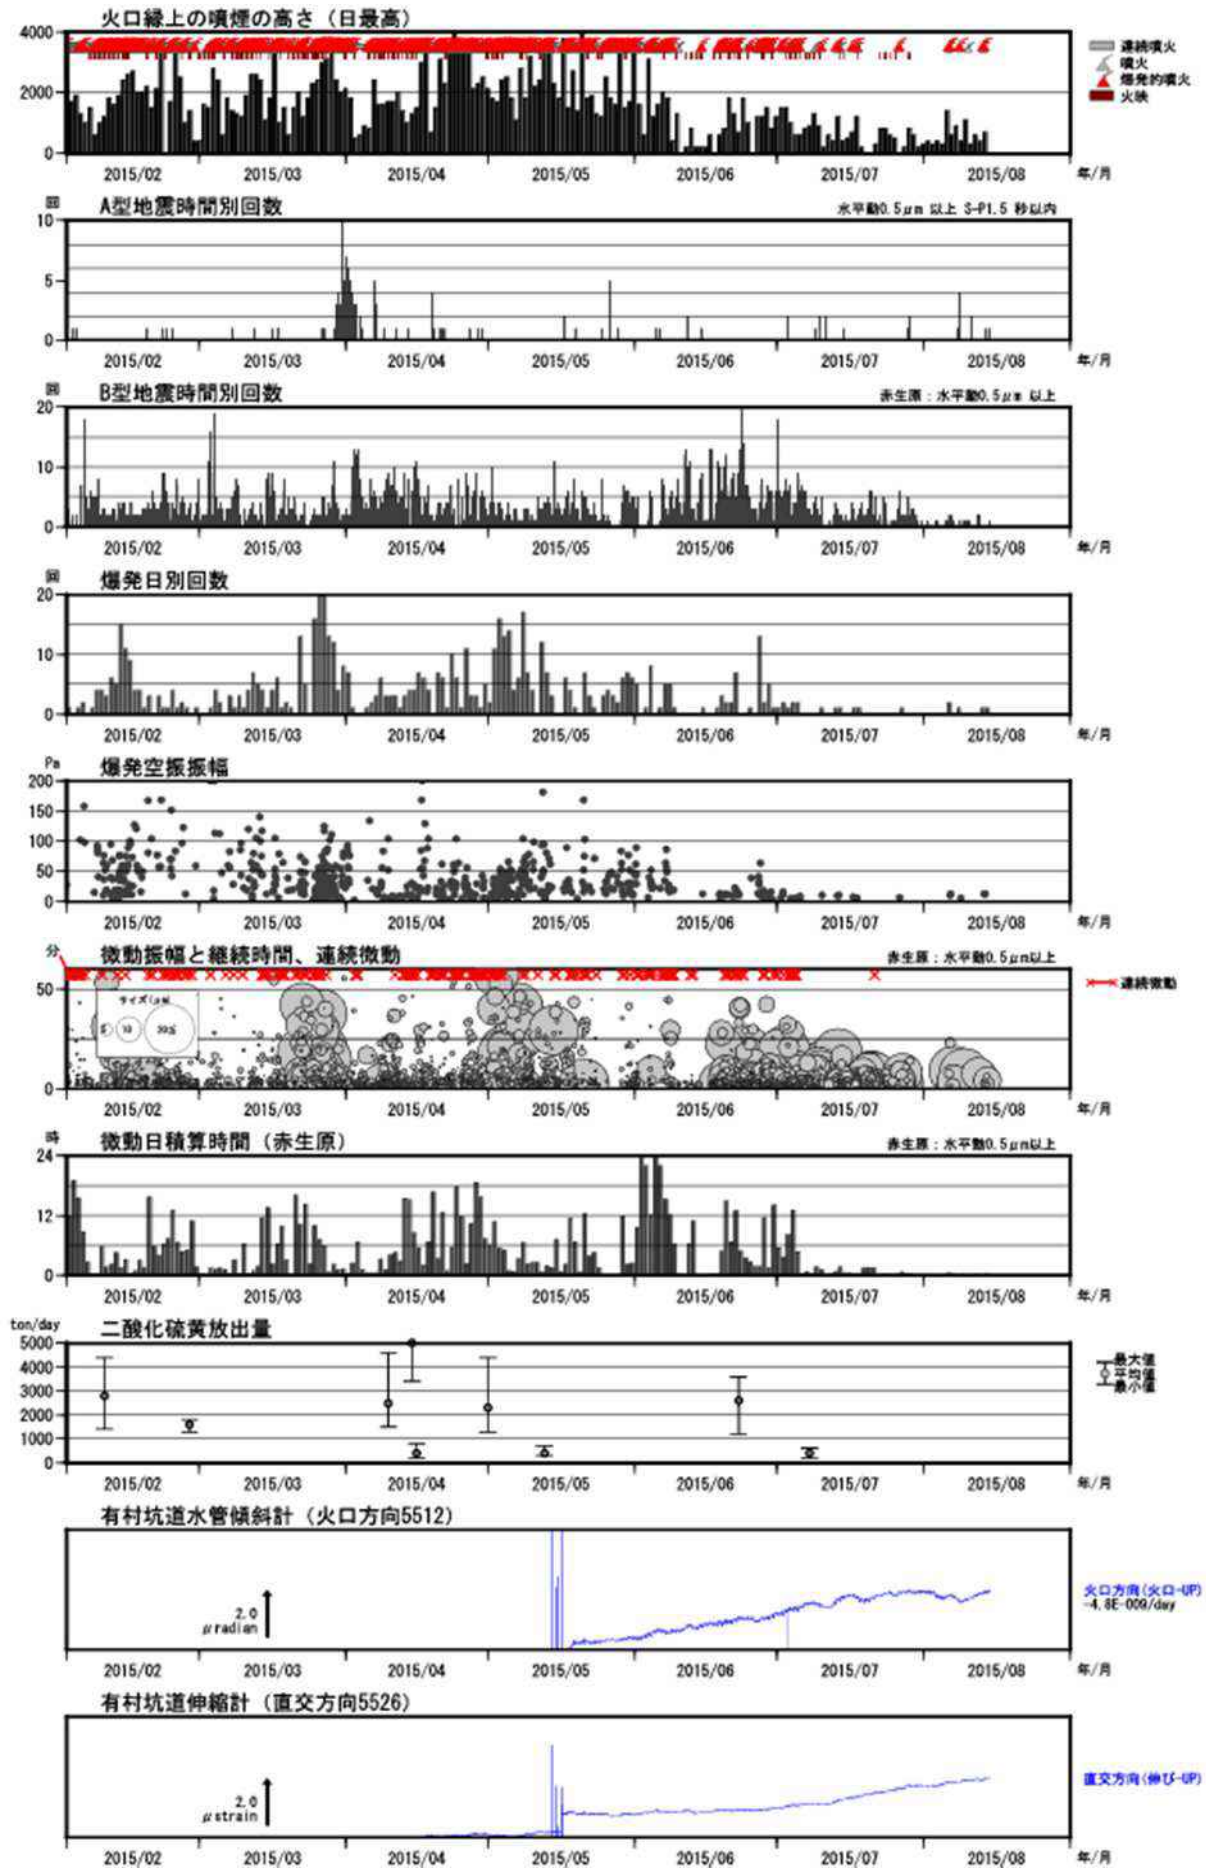 火口縁上の噴煙の高さ（日最高）
4000
2000
0
連続噴火
噴火
爆発的噴火
火映
2015/02 2015/03 2015/04 2015/05 2015/06 2015/07 2015/08 年/月
回 A型地震時間別回数 水平動0.5μm 以上 S-P1.5 秒以内
10
5
0
2015/02 2015/03 2015/04 2015/05 2015/06 2015/07 2015/08 年/月
回 B型地震時間別回数 赤生原：水平動0.5μm 以上
20
10
0
2015/02 2015/03 2015/04 2015/05 2015/06 2015/07 2015/08 年/月
回 爆発日別回数
20
10
0
2015/02 2015/03 2015/04 2015/05 2015/06 2015/07 2015/08 年/月
Pa 爆発空振振幅
200
150
100
50
0
2015/02 2015/03 2015/04 2015/05 2015/06 2015/07 2015/08 年/月
分 微動振幅と継続時間、連続微動 赤生原：水平動0.5μm以上
50
0
サイズ(μm)
5 10 20≦
連続微動
2015/02 2015/03 2015/04 2015/05 2015/06 2015/07 2015/08 年/月
時 微動日積算時間（赤生原） 赤生原：水平動0.5μm以上
24
12
0
2015/02 2015/03 2015/04 2015/05 2015/06 2015/07 2015/08 年/月
ton/day 二酸化硫黄放出量
5000
4000
3000
2000
1000
0
最大値
平均値
最小値
2015/02 2015/03 2015/04 2015/05 2015/06 2015/07 2015/08 年/月
有村坑道水管傾斜計（火口方向5512）
2.0
μradian
火口方向(火口-UP)
-4.8E-009/day
2015/02 2015/03 2015/04 2015/05 2015/06 2015/07 2015/08 年/月
有村坑道伸縮計（直交方向5526）
2.0
μstrain
直交方向(伸び-UP)
2015/02 2015/03 2015/04 2015/05 2015/06 2015/07 2015/08 年/月